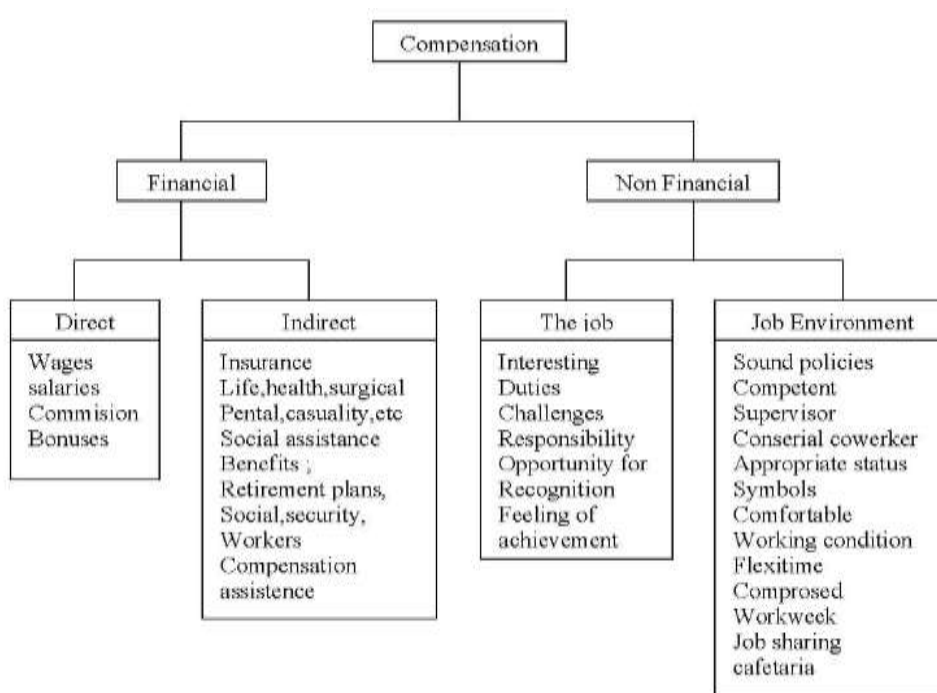 Compensation
Financial
Non Financial
Direct
Wages
salaries
Commision
Bonuses
Indirect
Insurance
Life,health,surgical
Pental,casuality,etc
Social assistance
Benefits ;
Retirement plans,
Social,security,
Workers
Compensation
assistence
The job
Interesting
Duties
Challenges
Responsibility
Opportunity for
Recognition
Feeling of
achievement
Job Environment
Sound policies
Competent
Supervisor
Conserial cowerker
Appropriate status
Symbols
Comfortable
Working condition
Flexitime
Comprosed
Workweek
Job sharing
cafetaria